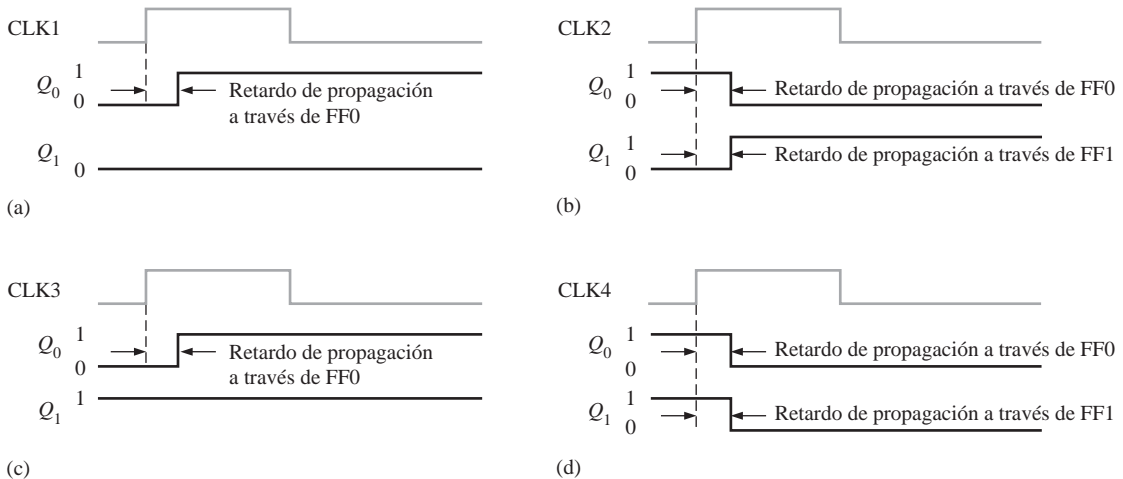 CLK1
Q0 1
0
Retardo de propagación
a través de FF0
Q1
0
(a)
CLK2
Q0 1
0
Retardo de propagación a través de FF0
Q1 1
0
Retardo de propagación a través de FF1
(b)
CLK3
Q0 1
0
Retardo de propagación
a través de FF0
Q1 1
(c)
CLK4
Q0 1
0
Retardo de propagación a través de FF0
Q1 1
0
Retardo de propagación a través de FF1
(d)